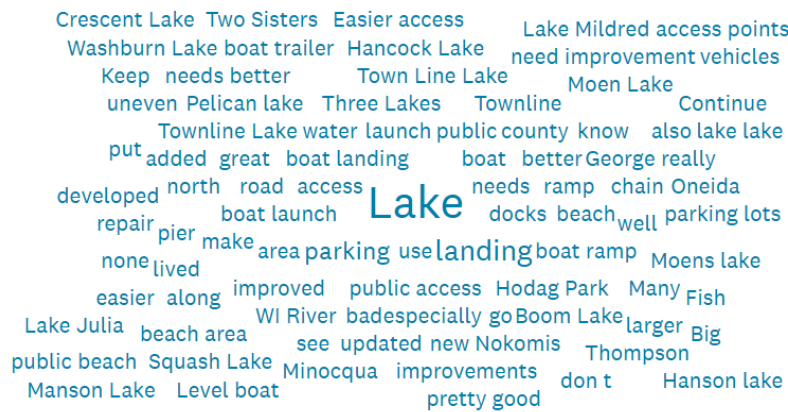 Crescent Lake Two Sisters Easier access
Lake Mildred access points
Washburn Lake boat trailer Hancock Lake
need improvement vehicles
Keep needs better Town Line Lake
Moen Lake
uneven Pelican lake Three Lakes Townline Continue
Townline Lake water launch public county know also lake lake
put added great boat landing boat better George really
developed north road access Lake needs ramp chain Oneida
repair pier boat launch docks beach well parking lots
none lived make area parking use landing boat ramp Moens lake
easier along improved public access Hodag Park Many Fish
Lake Julia beach area WI River bad especially go Boom Lake larger Big
see updated new Nokomis Thompson
public beach Squash Lake Minocqua improvements don t Hanson lake
Manson Lake Level boat pretty good